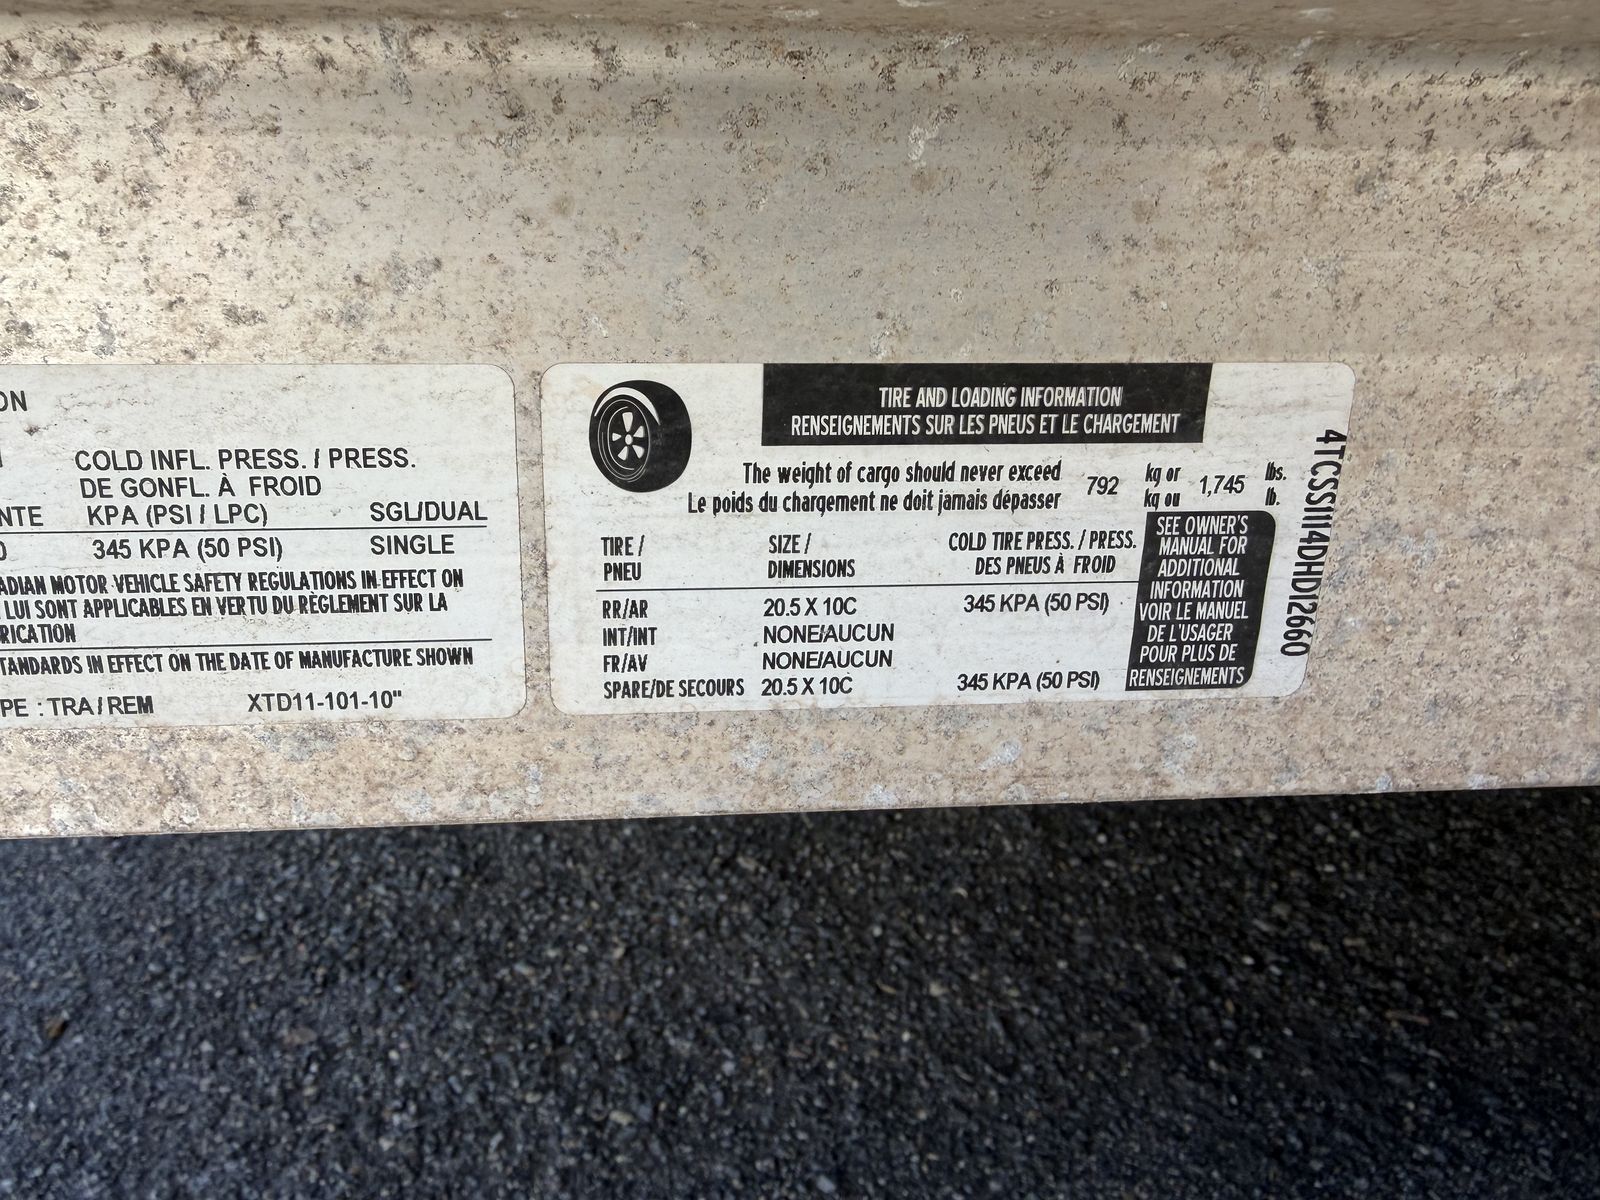 ON
COLD INFL. PRESS. / PRESS.
DE GONFL. À FROID
NTE KPA (PSI / LPC) SGL/DUAL
345 KPA (50 PSI) SINGLE
ADIAN MOTOR VEHICLE SAFETY REGULATIONS IN EFFECT ON
LUI SONT APPLICABLES EN VERTU DU RÈGLEMENT SUR LA
RICATION
TANDARDS IN EFFECT ON THE DATE OF MANUFACTURE SHOWN
PE : TRA / REM XTD11-101-10"
TIRE AND LOADING INFORMATION
RENSEIGNEMENTS SUR LES PNEUS ET LE CHARGEMENT
The weight of cargo should never exceed 792 kg or 1,745 lbs.
Le poids du chargement ne doit jamais dépasser kg ou lb.
TIRE / SIZE / COLD TIRE PRESS. / PRESS.
PNEU DIMENSIONS DES PNEUS À FROID
RR/AR 20.5 X 10C 345 KPA (50 PSI)
INT/INT NONE/AUCUN
FR/AV NONE/AUCUN
SPARE/DE SECOURS 20.5 X 10C 345 KPA (50 PSI)
SEE OWNER'S
MANUAL FOR
ADDITIONAL
INFORMATION
VOIR LE MANUEL
DE L'USAGER
POUR PLUS DE
RENSEIGNEMENTS